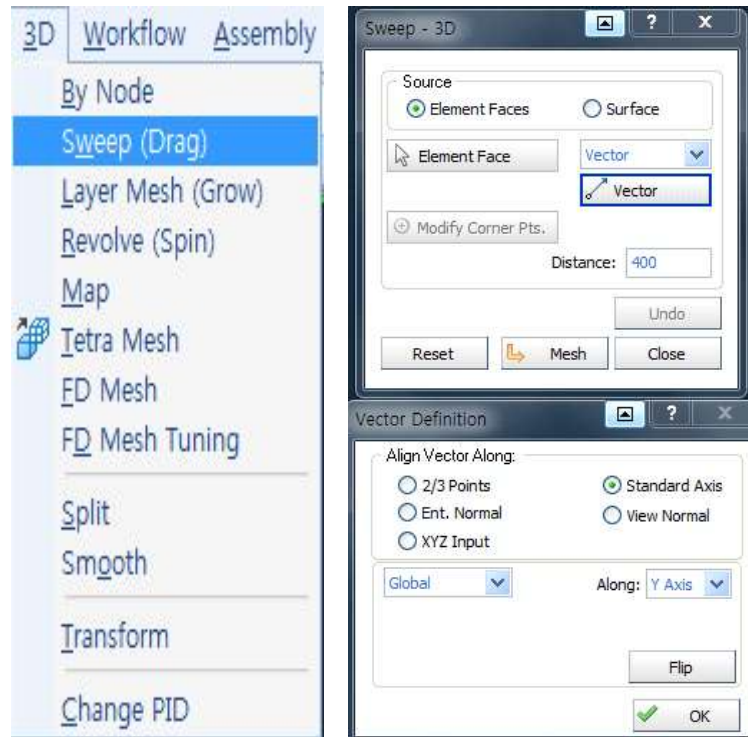 3D Workflow Assembly
By Node
Sweep (Drag)
Layer Mesh (Grow)
Revolve (Spin)
Map
Tetra Mesh
FD Mesh
FD Mesh Tuning
Split
Smooth
Transform
Change PID
Sweep - 3D
Source
Element Faces Surface
Element Face Vector
Vector
Modify Corner Pts.
Distance: 400
Undo
Reset Mesh Close
Vector Definition
Align Vector Along:
2/3 Points Standard Axis
Ent. Normal View Normal
XYZ Input
Global Along: Y Axis
Flip
OK